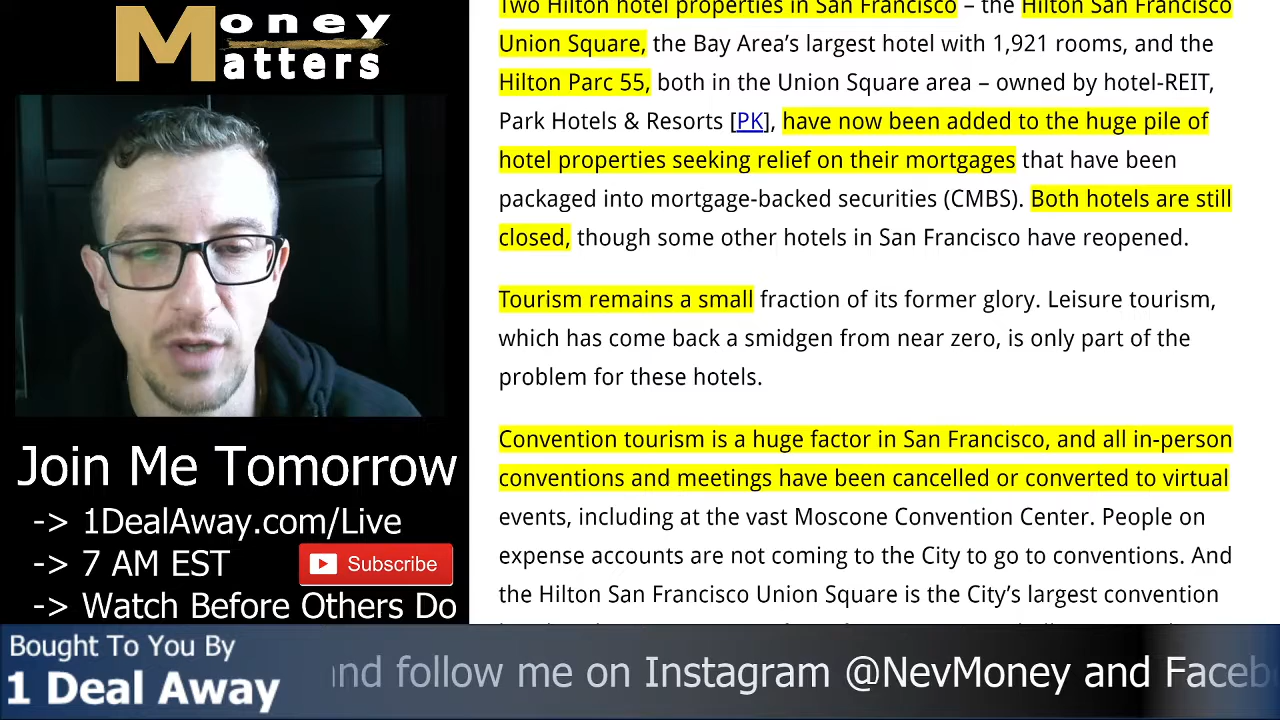 Money
Matters
Two Hilton hotel properties in San Francisco – the Hilton San Francisco
Union Square, the Bay Area’s largest hotel with 1,921 rooms, and the
Hilton Parc 55, both in the Union Square area – owned by hotel-REIT,
Park Hotels & Resorts [PK], have now been added to the huge pile of
hotel properties seeking relief on their mortgages that have been
packaged into mortgage-backed securities (CMBS). Both hotels are still
closed, though some other hotels in San Francisco have reopened.
Tourism remains a small fraction of its former glory. Leisure tourism,
which has come back a smidgen from near zero, is only part of the
problem for these hotels.
Convention tourism is a huge factor in San Francisco, and all in-person
conventions and meetings have been cancelled or converted to virtual
events, including at the vast Moscone Convention Center. People on
expense accounts are not coming to the City to go to conventions. And
the Hilton San Francisco Union Square is the City’s largest convention
Join Me Tomorrow
-> 1DealAway.com/Live
-> 7 AM EST
Subscribe
-> Watch Before Others Do
Bought To You By
1 Deal Away
and follow me on Instagram @NevMoney and Faceb